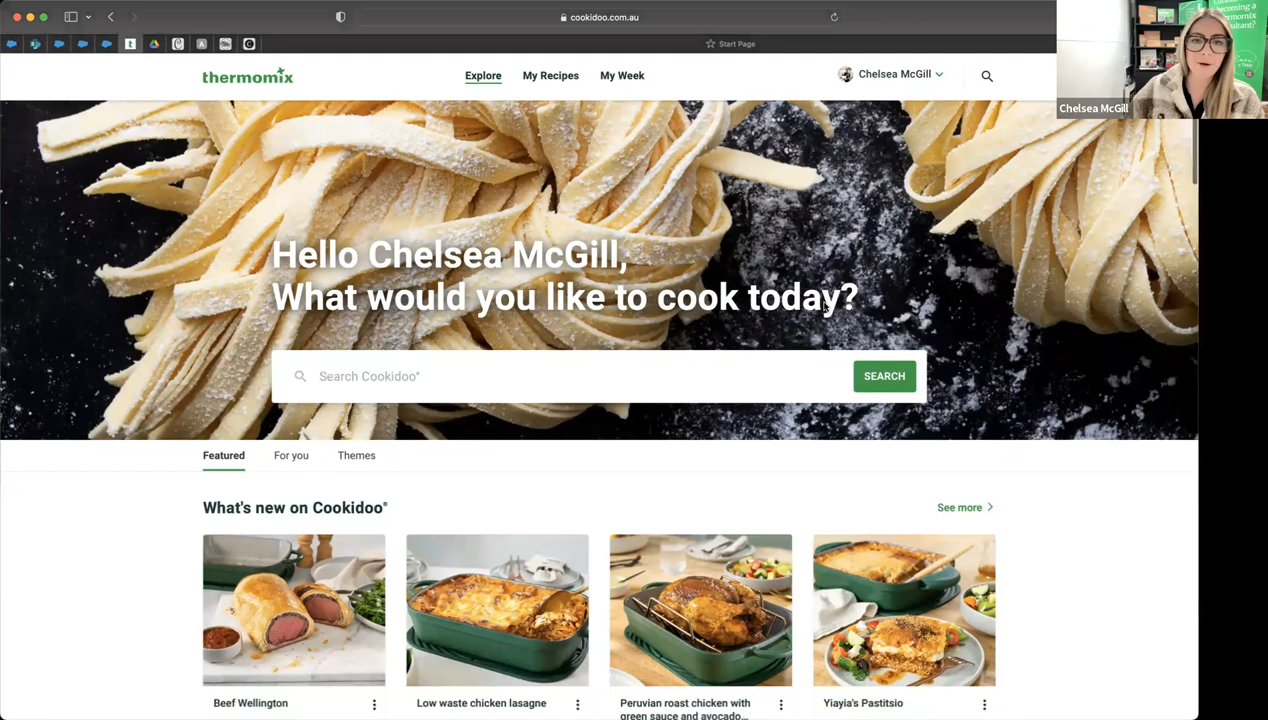 cookidoo.com.au
Start Page
thermomix
Explore
My Recipes
My Week
Chelsea McGill
Chelsea McGill
becoming a
Hello Chelsea McGill,
What would you like to cook today?
Search Cookidoo®
SEARCH
Featured
For you
Themes
What's new on Cookidoo®
See more
Beef Wellington
Low waste chicken lasagne
Peruvian roast chicken with
green sauce and avocado...
Yiayia's Pastitsio